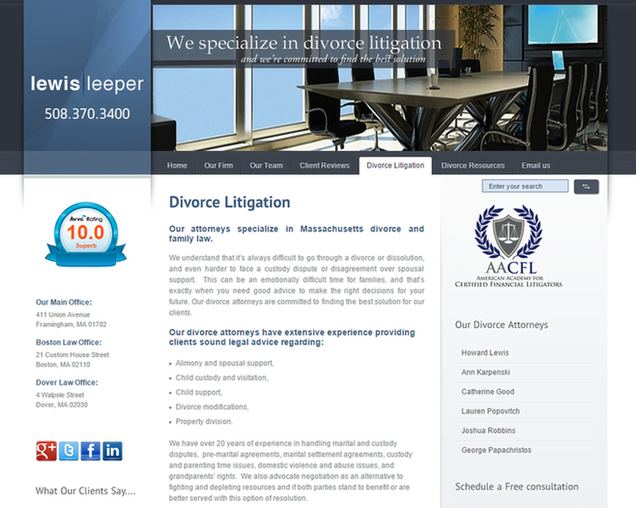 We specialize in divorce litigation
and we're committed to find the best solution
lewis|leeper
508.370.3400
Home
Our Firm
Our Team
Client Reviews
Divorce Litigation
Divorce Resources
Email us
Enter your search
Avvo Rating
10.0
Superb
Our Main Office:
411 Union Avenue
Framingham, MA 01702
Boston Law Office:
21 Custom House Street
Boston, MA 02110
Dover Law Office:
4 Walpole Street
Dover, MA 02030
What Our Clients Say....
Divorce Litigation
Our attorneys specialize in Massachusetts divorce and
family law.
We understand that it's always difficult to go through a divorce or dissolution,
and even harder to face a custody dispute or disagreement over spousal
support. This can be an emotionally difficult time for families, and that's
exactly when you need good advice to make the right decisions for your
future. Our divorce attorneys are committed to finding the best solution for our
clients.
Our divorce attorneys have extensive experience providing
clients sound legal advice regarding:
Alimony and spousal support,
Child custody and visitation,
Child support,
Divorce modifications,
Property division.
We have over 20 years of experience in handling marital and custody
disputes, pre-marital agreements, marital settlement agreements, custody
and parenting time issues, domestic violence and abuse issues, and
grandparents' rights. We also advocate negotiation as an alternative to
fighting and depleting resources and if both parties stand to benefit or are
better served with this option of resolution.
AACFL
AMERICAN ACADEMY FOR
CERTIFIED FINANCIAL LITIGATORS
Our Divorce Attorneys
Howard Lewis
Ann Karpenski
Catherine Good
Lauren Popovitch
Joshua Robbins
George Papachristos
Schedule a Free consultation